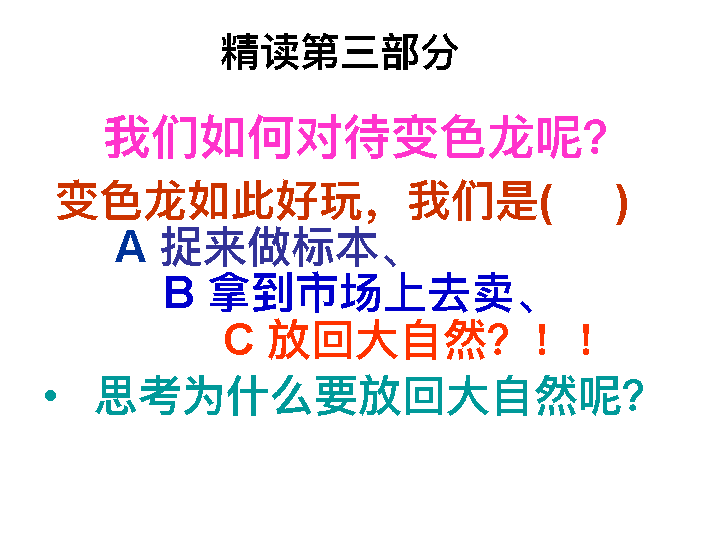 精读第三部分
我们如何对待变色龙呢?
变色龙如此好玩，我们是(     )
A 捉来做标本、
B 拿到市场上去卖、
C 放回大自然?！！
• 思考为什么要放回大自然呢?